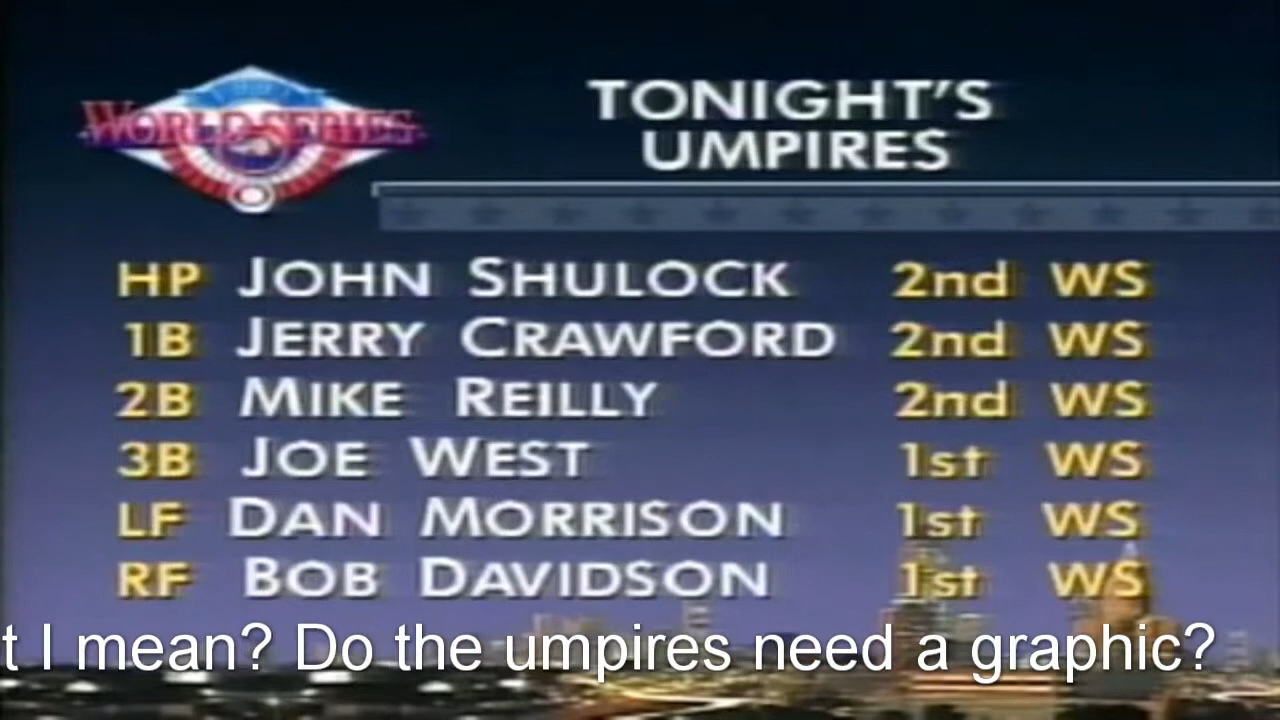 WORLD SERIES
TONIGHT'S
UMPIRES
HP JOHN SHULOCK 2nd WS
1B JERRY CRAWFORD 2nd WS
2B MIKE REILLY 2nd WS
3B JOE WEST 1st WS
LF DAN MORRISON 1st WS
RF BOB DAVIDSON 1st WS
t I mean? Do the umpires need a graphic?